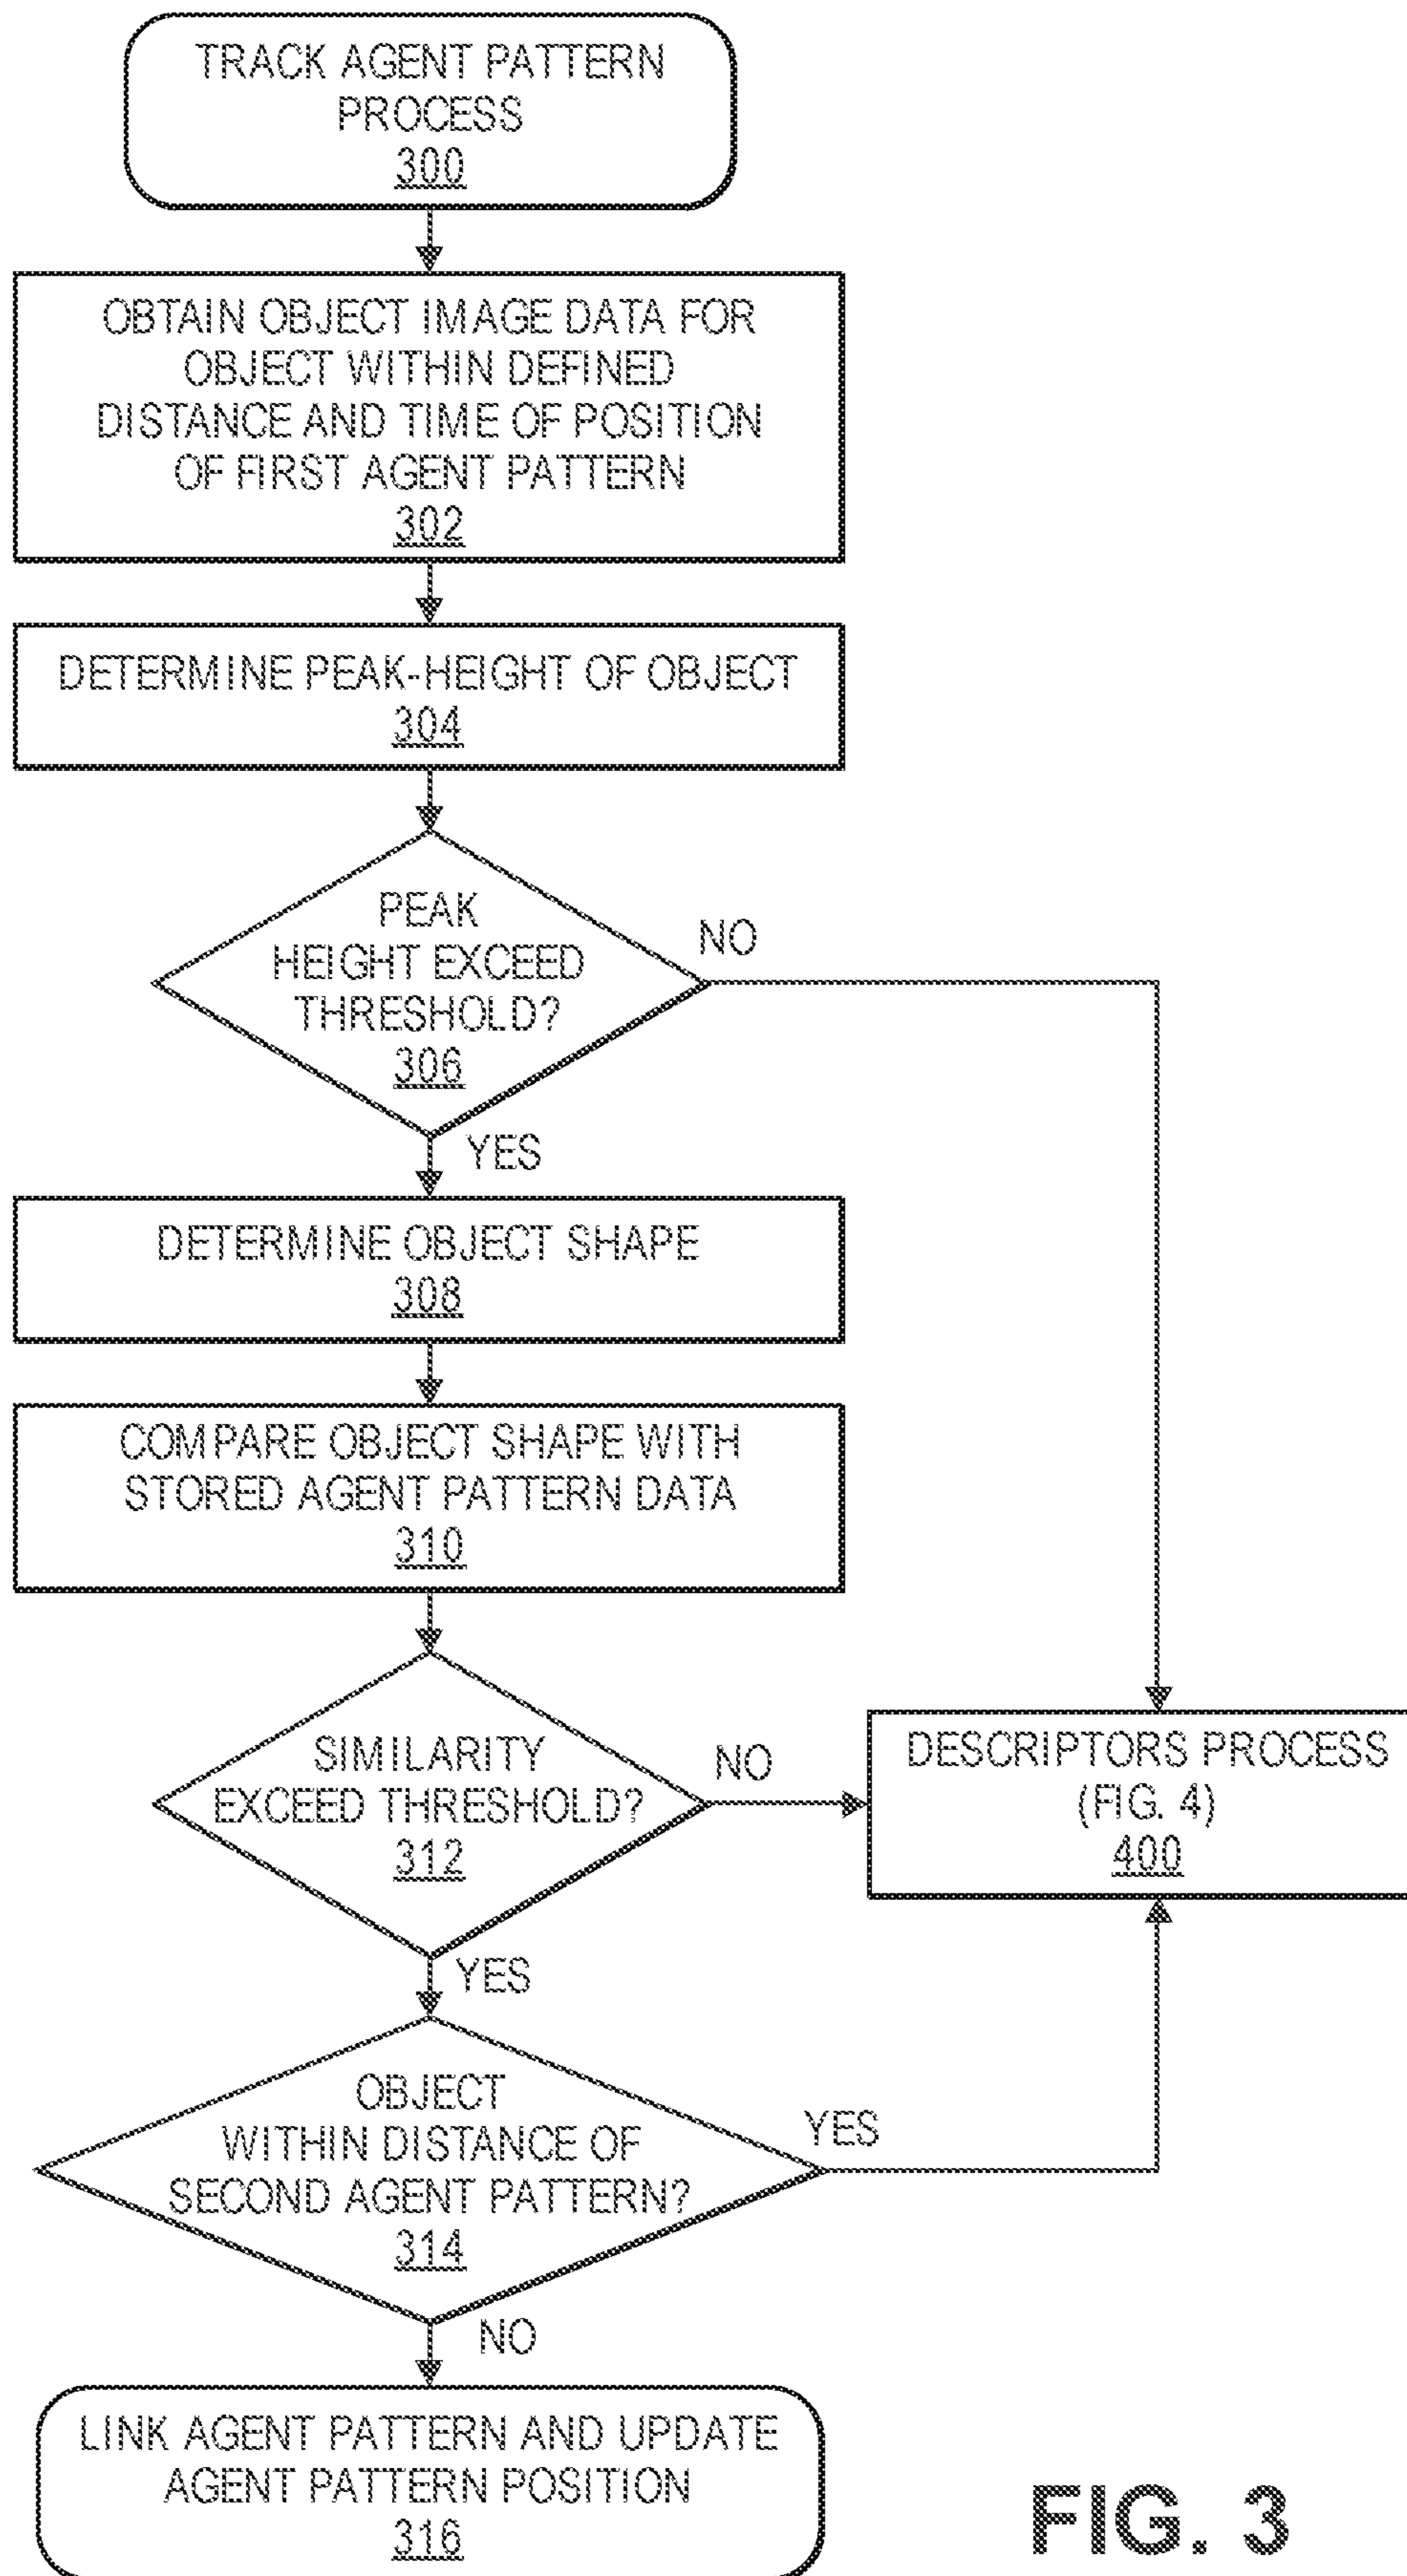 TRACK AGENT PATTERN
PROCESS
300
OBTAIN OBJECT IMAGE DATA FOR
OBJECT WITHIN DEFINED
DISTANCE AND TIME OF POSITION
OF FIRST AGENT PATTERN
302
DETERMINE PEAK-HEIGHT OF OBJECT
304
PEAK
HEIGHT EXCEED
THRESHOLD?
306
NO
YES
DETERMINE OBJECT SHAPE
308
COMPARE OBJECT SHAPE WITH
STORED AGENT PATTERN DATA
310
SIMILARITY
EXCEED THRESHOLD?
312
NO
YES
DESCRIPTORS PROCESS
(FIG. 4)
400
OBJECT
WITHIN DISTANCE OF
SECOND AGENT PATTERN?
314
YES
NO
LINK AGENT PATTERN AND UPDATE
AGENT PATTERN POSITION
316
FIG. 3